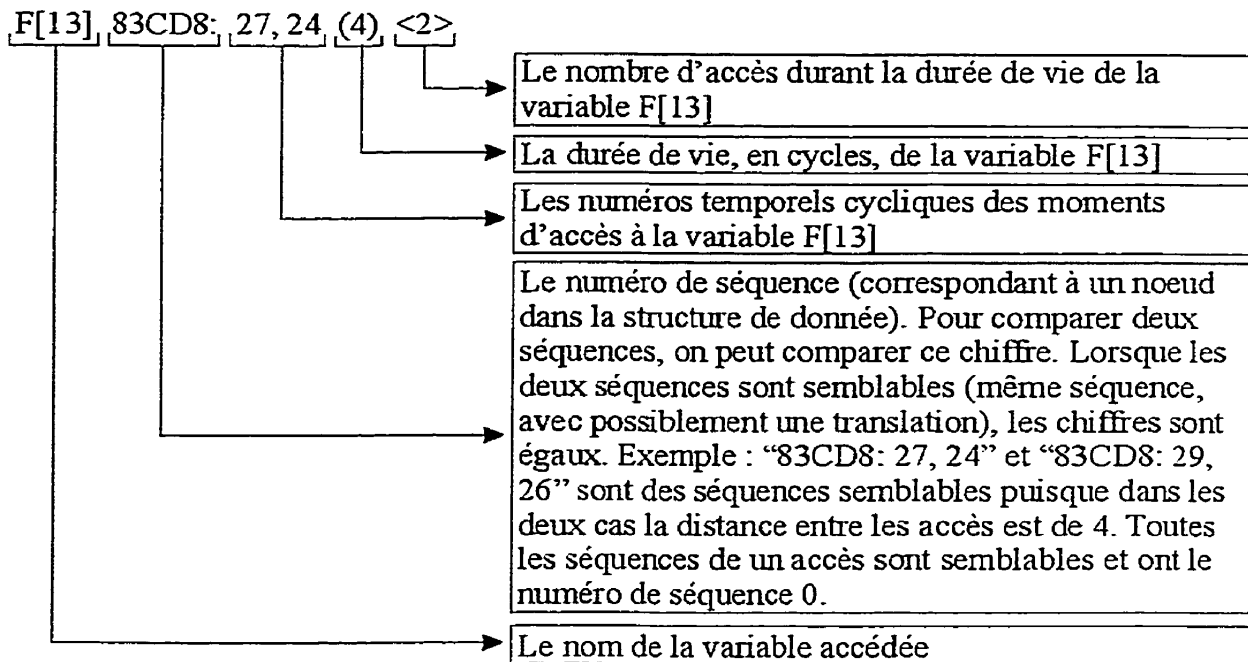 F[13] 83CD8: 27, 24 (4) <2>
Le nombre d'accès durant la durée de vie de la
variable F[13]
La durée de vie, en cycles, de la variable F[13]
Les numéros temporels cycliques des moments
d'accès à la variable F[13]
Le numéro de séquence (correspondant à un noeud
dans la structure de donnée). Pour comparer deux
séquences, on peut comparer ce chiffre. Lorsque les
deux séquences sont semblables (même séquence,
avec possiblement une translation), les chiffres sont
égaux. Exemple : “83CD8: 27, 24” et “83CD8: 29,
26” sont des séquences semblables puisque dans les
deux cas la distance entre les accès est de 4. Toutes
les séquences de un accès sont semblables et ont le
numéro de séquence 0.
Le nom de la variable accédée